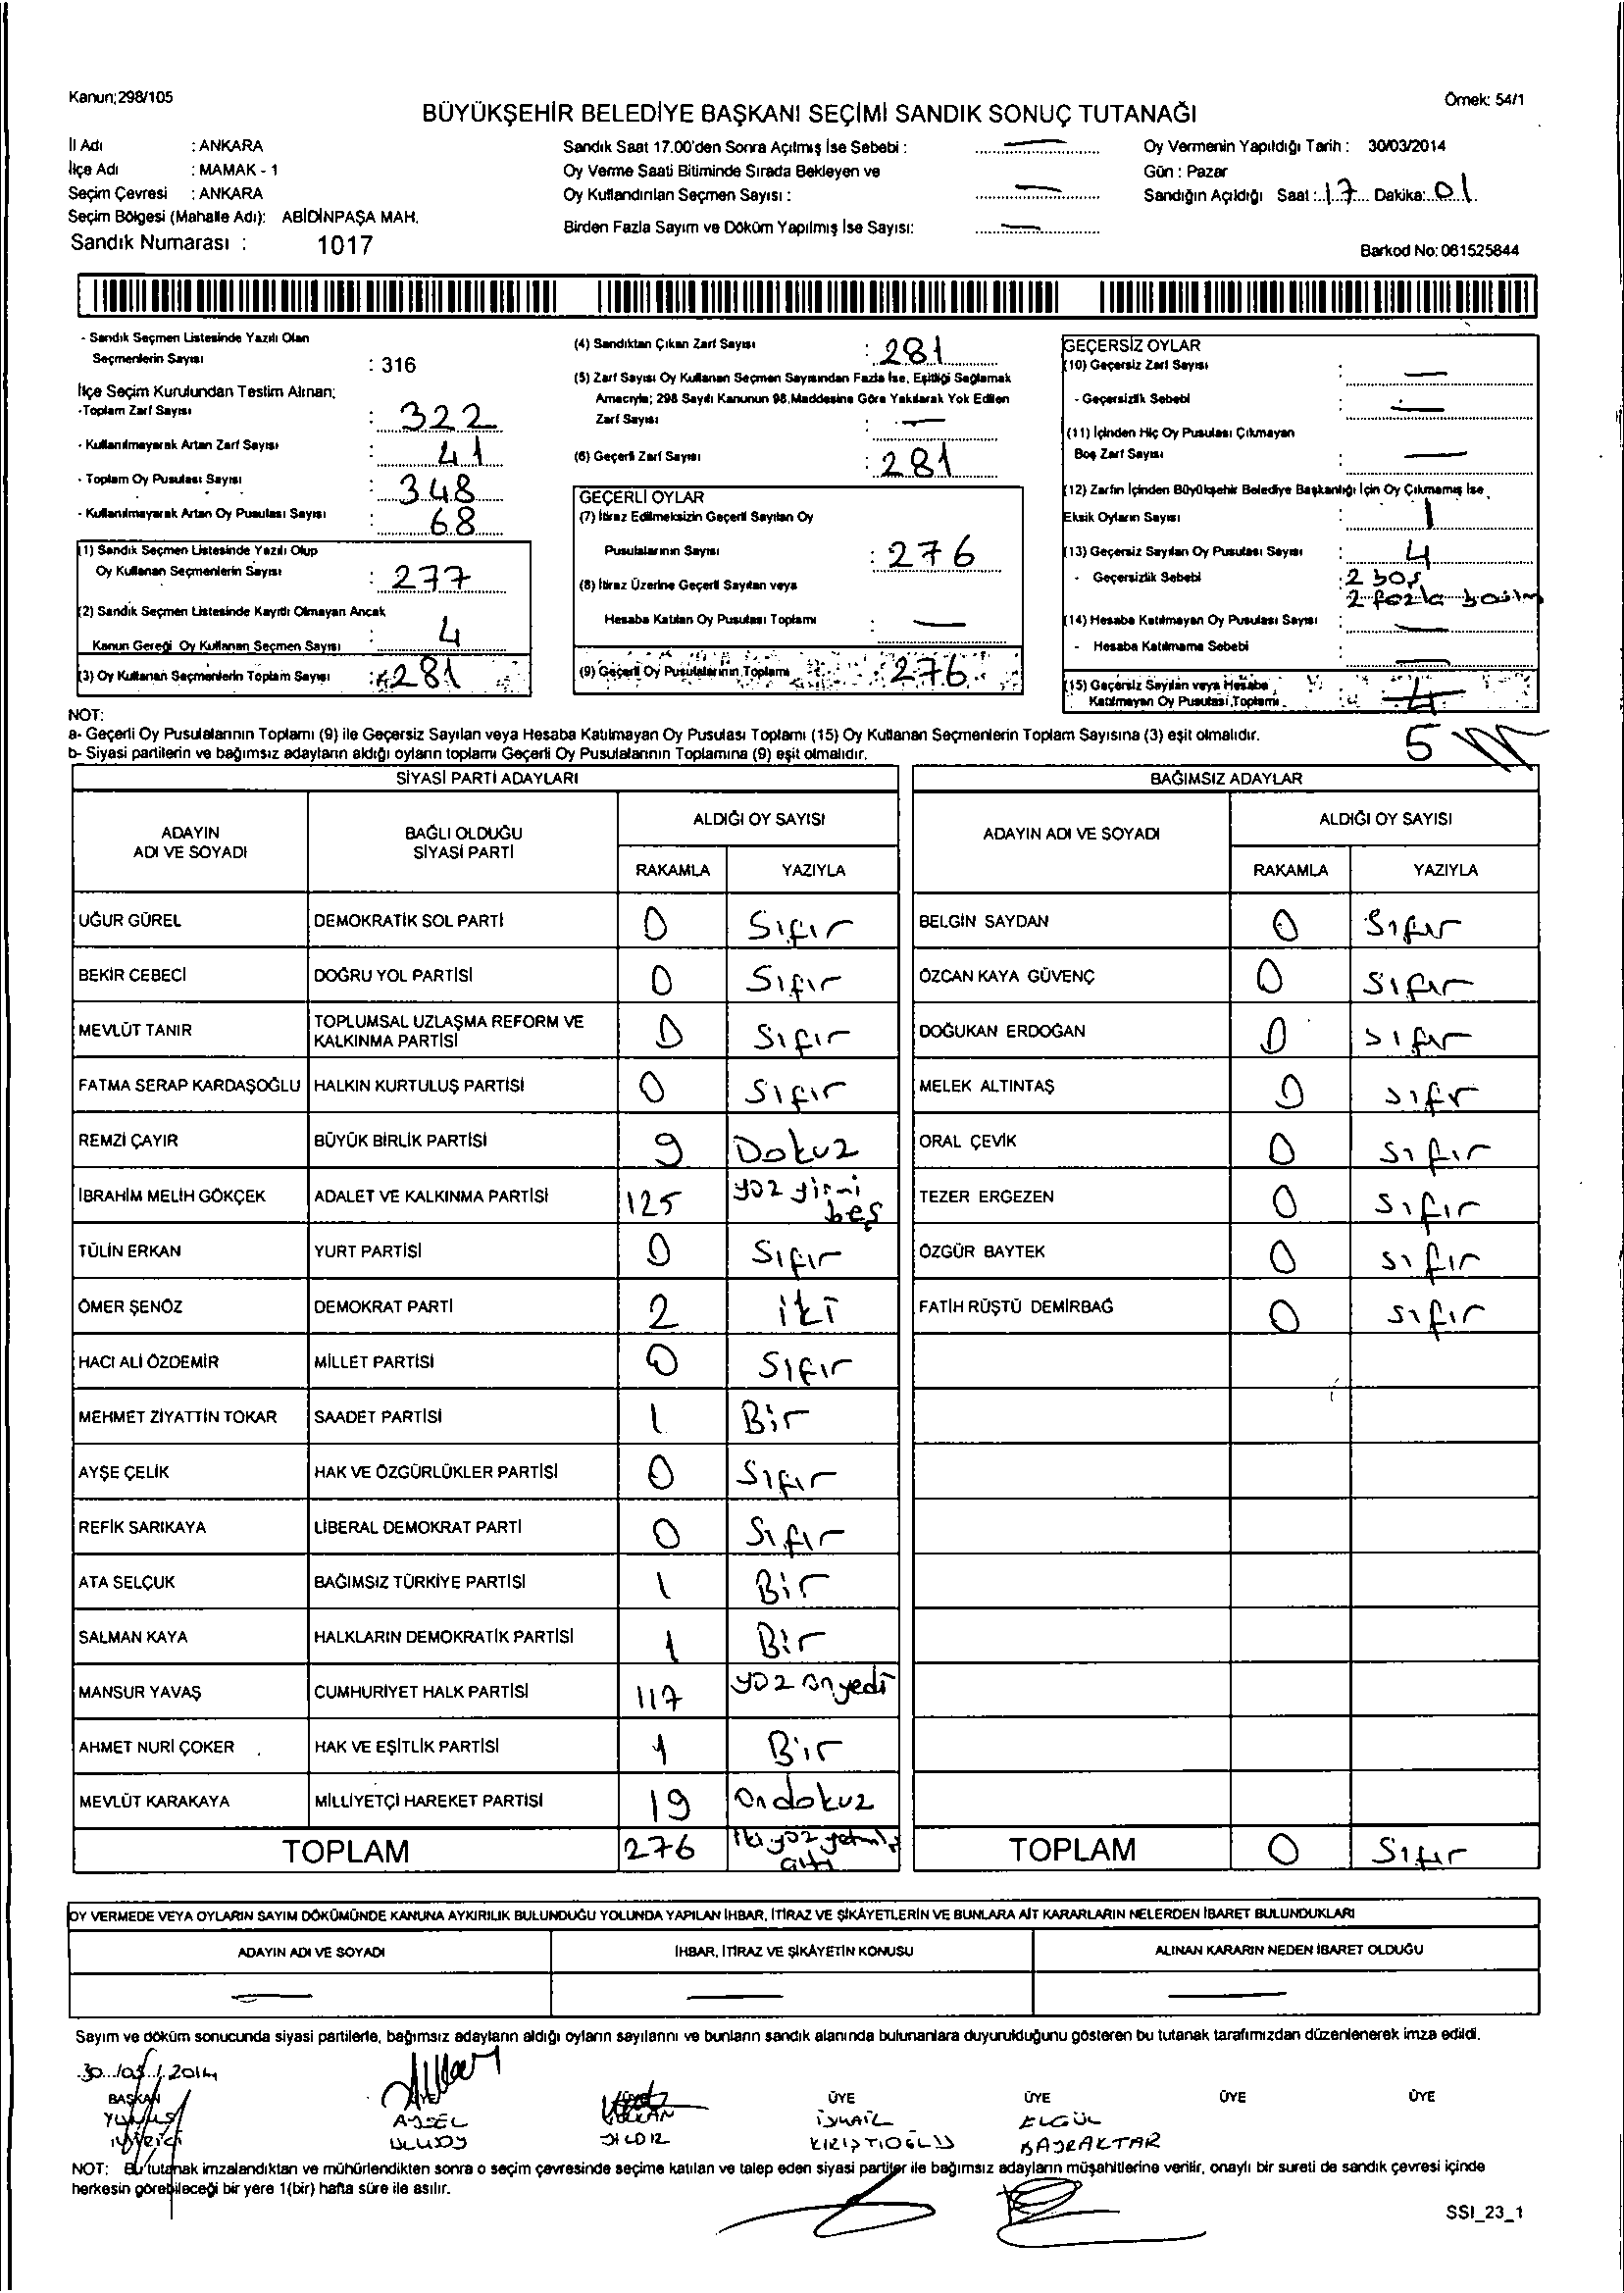 Kanun;298/105
Örnek: 54/1
BÜYÜKŞEHİR BELEDİYE BAŞKANI SEÇİMİ SANDIK SONUÇ TUTANAĞI
İl Adı : ANKARA
İlçe Adı : MAMAK - 1
Seçim Çevresi : ANKARA
Seçim Bölgesi (Mahalle Adı): ABİDİNPAŞA MAH.
Sandık Numarası : 1017
Sandık Saat 17.00'den Sonra Açılmış İse Sebebi : —
Oy Verme Saati Bitiminde Sırada Bekleyen ve
Oy Kullandırılan Seçmen Sayısı : —
Birden Fazla Sayım ve Döküm Yapılmış İse Sayısı: —
Oy Vermenin Yapıldığı Tarih : 30/03/2014
Gün : Pazar
Sandığın Açıldığı Saat : 17 Dakika: 01
Barkod No: 061525844
- Sandık Seçmen Listesinde Yazılı Olan
Seçmenlerin Sayısı : 316
İlçe Seçim Kurulundan Teslim Alınan;
-Toplam Zarf Sayısı : 322
- Kullanılmayarak Artan Zarf Sayısı : 41
- Toplam Oy Pusulası Sayısı : 348
- Kullanılmayarak Artan Oy Pusulası Sayısı : 68
(1) Sandık Seçmen Listesinde Yazılı Olup
Oy Kullanan Seçmenlerin Sayısı : 277
(2) Sandık Seçmen Listesinde Kayıtlı Olmayan Ancak
Kanun Gereği Oy Kullanan Seçmen Sayısı : 4
(3) Oy Kullanan Seçmenlerin Toplam Sayısı : 281
(4) Sandıktan Çıkan Zarf Sayısı : 281
(5) Zarf Sayısı Oy Kullanan Seçmen Sayısından Fazla İse, Eşitliği Sağlamak
Amacıyla; 298 Sayılı Kanunun 98.Maddesine Göre Yakılarak Yok Edilen
Zarf Sayısı : —
(6) Geçerli Zarf Sayısı : 281
GEÇERLİ OYLAR
(7) İtiraz Edilmeksizin Geçerli Sayılan Oy
Pusulalarının Sayısı : 276
(8) İtiraz Üzerine Geçerli Sayılan veya
Hesaba Katılan Oy Pusulası Toplamı : —
(9) Geçerli Oy Pusulalarının Toplamı : 276
GEÇERSİZ OYLAR
(10) Geçersiz Zarf Sayısı : —
- Geçersizlik Sebebi : —
(11) İçinden Hiç Oy Pusulası Çıkmayan
Boş Zarf Sayısı : —
(12) Zarfın İçinden Büyükşehir Belediye Başkanlığı İçin Oy Çıkmamış İse,
Eksik Oyların Sayısı : 1
(13) Geçersiz Sayılan Oy Pusulası Sayısı : 4
- Geçersizlik Sebebi : 2 boş
2 fazla basım
(14) Hesaba Katılmayan Oy Pusulası Sayısı : —
- Hesaba Katılmama Sebebi : —
(15) Geçersiz Sayılan veya Hesaba
Katılmayan Oy Pusulası Toplamı : 4
5
NOT:
a- Geçerli Oy Pusulalarının Toplamı (9) ile Geçersiz Sayılan veya Hesaba Katılmayan Oy Pusulası Toplamı (15) Oy Kullanan Seçmenlerin Toplam Sayısına (3) eşit olmalıdır.
b- Siyasi partilerin ve bağımsız adayların aldığı oyların toplamı Geçerli Oy Pusulalarının Toplamına (9) eşit olmalıdır.
SİYASİ PARTİ ADAYLARI
ADAYIN ADI VE SOYADI | BAĞLI OLDUĞU SİYASİ PARTİ | ALDIĞI OY SAYISI
RAKAMLA | YAZIYLA
UĞUR GÜREL | DEMOKRATİK SOL PARTİ | 0 | Sıfır
BEKİR CEBECİ | DOĞRU YOL PARTİSİ | 0 | Sıfır
MEVLÜT TANIR | TOPLUMSAL UZLAŞMA REFORM VE KALKINMA PARTİSİ | 0 | Sıfır
FATMA SERAP KARDAŞOĞLU | HALKIN KURTULUŞ PARTİSİ | 0 | Sıfır
REMZİ ÇAYIR | BÜYÜK BİRLİK PARTİSİ | 9 | Dokuz
İBRAHİM MELİH GÖKÇEK | ADALET VE KALKINMA PARTİSİ | 125 | yüz yirmi beş
TÜLİN ERKAN | YURT PARTİSİ | 0 | Sıfır
ÖMER ŞENÖZ | DEMOKRAT PARTİ | 2 | iki
HACI ALİ ÖZDEMİR | MİLLET PARTİSİ | 0 | Sıfır
MEHMET ZİYATTİN TOKAR | SAADET PARTİSİ | 1 | Bir
AYŞE ÇELİK | HAK VE ÖZGÜRLÜKLER PARTİSİ | 0 | Sıfır
REFİK SARIKAYA | LİBERAL DEMOKRAT PARTİ | 0 | Sıfır
ATA SELÇUK | BAĞIMSIZ TÜRKİYE PARTİSİ | 1 | Bir
SALMAN KAYA | HALKLARIN DEMOKRATİK PARTİSİ | 1 | Bir
MANSUR YAVAŞ | CUMHURİYET HALK PARTİSİ | 117 | yüz onyedi
AHMET NURİ ÇOKER | HAK VE EŞİTLİK PARTİSİ | 1 | Bir
MEVLÜT KARAKAYA | MİLLİYETÇİ HAREKET PARTİSİ | 19 | Ondokuz
TOPLAM | 276 | İki yüz yetmiş altı
BAĞIMSIZ ADAYLAR
ADAYIN ADI VE SOYADI | ALDIĞI OY SAYISI
RAKAMLA | YAZIYLA
BELGİN SAYDAN | 0 | Sıfır
ÖZCAN KAYA GÜVENÇ | 0 | Sıfır
DOĞUKAN ERDOĞAN | 0 | Sıfır
MELEK ALTINTAŞ | 0 | sıfır
ORAL ÇEVİK | 0 | sıfır
TEZER ERGEZEN | 0 | sıfır
ÖZGÜR BAYTEK | 0 | sıfır
FATİH RÜŞTÜ DEMİRBAĞ | 0 | sıfır
TOPLAM | 0 | Sıfır
OY VERMEDE VEYA OYLARIN SAYIM DÖKÜMÜNDE KANUNA AYKIRILIK BULUNDUĞU YOLUNDA YAPILAN İHBAR, İTİRAZ VE ŞİKÂYETLERİN VE BUNLARA AİT KARARLARIN NELERDEN İBARET BULUNDUKLARI
ADAYIN ADI VE SOYADI | İHBAR, İTİRAZ VE ŞİKÂYETİN KONUSU | ALINAN KARARIN NEDEN İBARET OLDUĞU
— | — | —
Sayım ve döküm sonucunda siyasi partilerle, bağımsız adayların aldığı oyların sayılarını ve bunların sandık alanında bulunanlara duyurulduğunu gösteren bu tutanak tarafımızdan düzenlenerek imza edildi.
30/03/2014
BAŞKAN ÜYE ÜYE ÜYE ÜYE ÜYE
YUNUS AYSEL İSMAİL ELGÜL
ULUSOY YILDIZ KIRIŞTIOĞLU BAYRAKTAR
NOT: Bu tutanak imzalandıktan ve mühürlendikten sonra o seçim çevresinde seçime katılan ve talep eden siyasi partiler ile bağımsız adayların müşahitlerine verilir, onaylı bir sureti de sandık çevresi içinde
herkesin görebileceği bir yere 1(bir) hafta süre ile asılır.
SSI_23_1